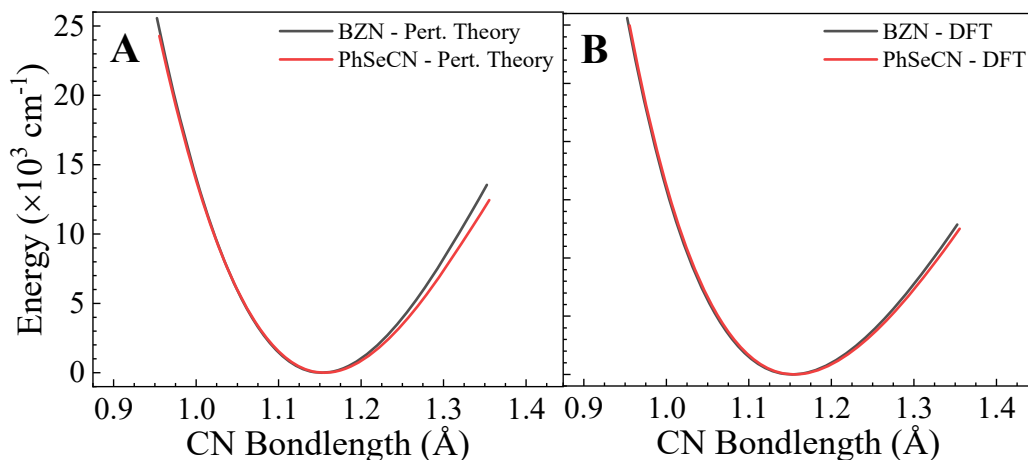 A
BZN - Pert. Theory
PhSeCN - Pert. Theory
B
BZN - DFT
PhSeCN - DFT
25
20
15
10
5
0
Energy (×10³ cm⁻¹)
0.9 1.0 1.1 1.2 1.3 1.4
0.9 1.0 1.1 1.2 1.3 1.4
CN Bondlength (Å)
CN Bondlength (Å)